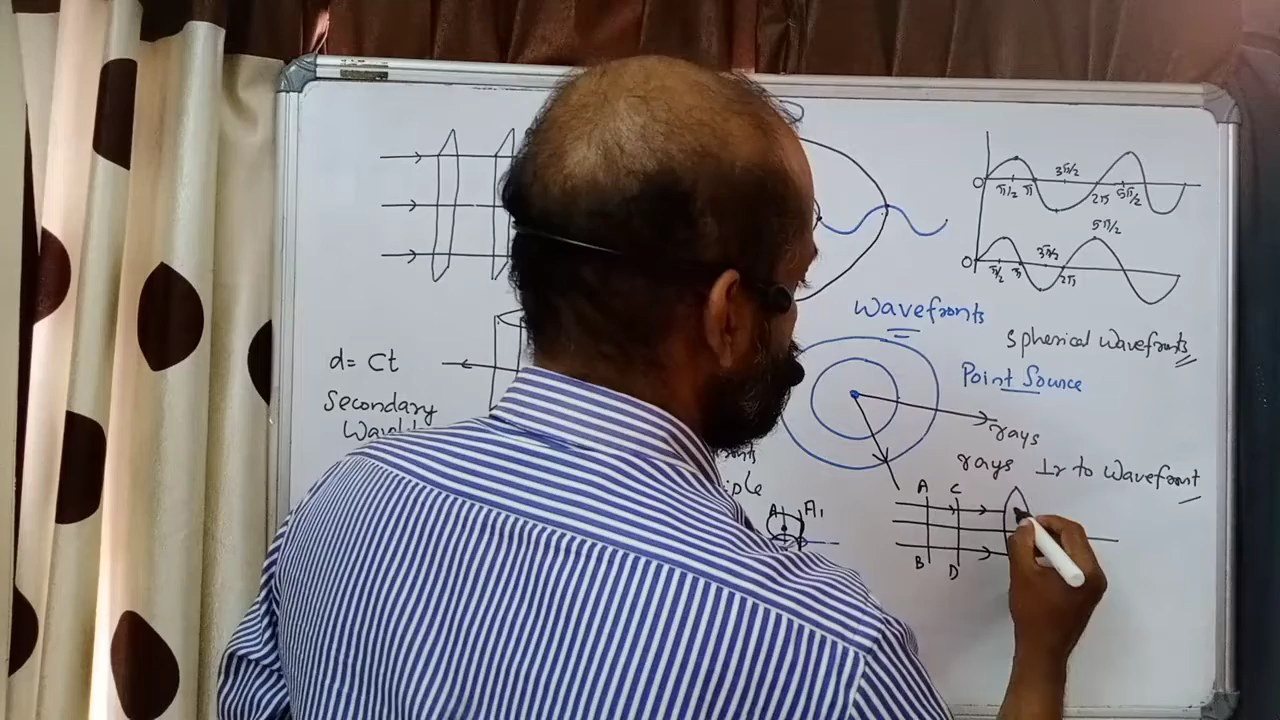 O π/2 π 3π/2 2π 5π/2
O π/2 π 3π/2 2π 5π/2
Wavefronts
Spherical Wavefronts
d = Ct
Point Source
Secondary
rays
rays ⊥r to Wavefront
A C
A A1
B D